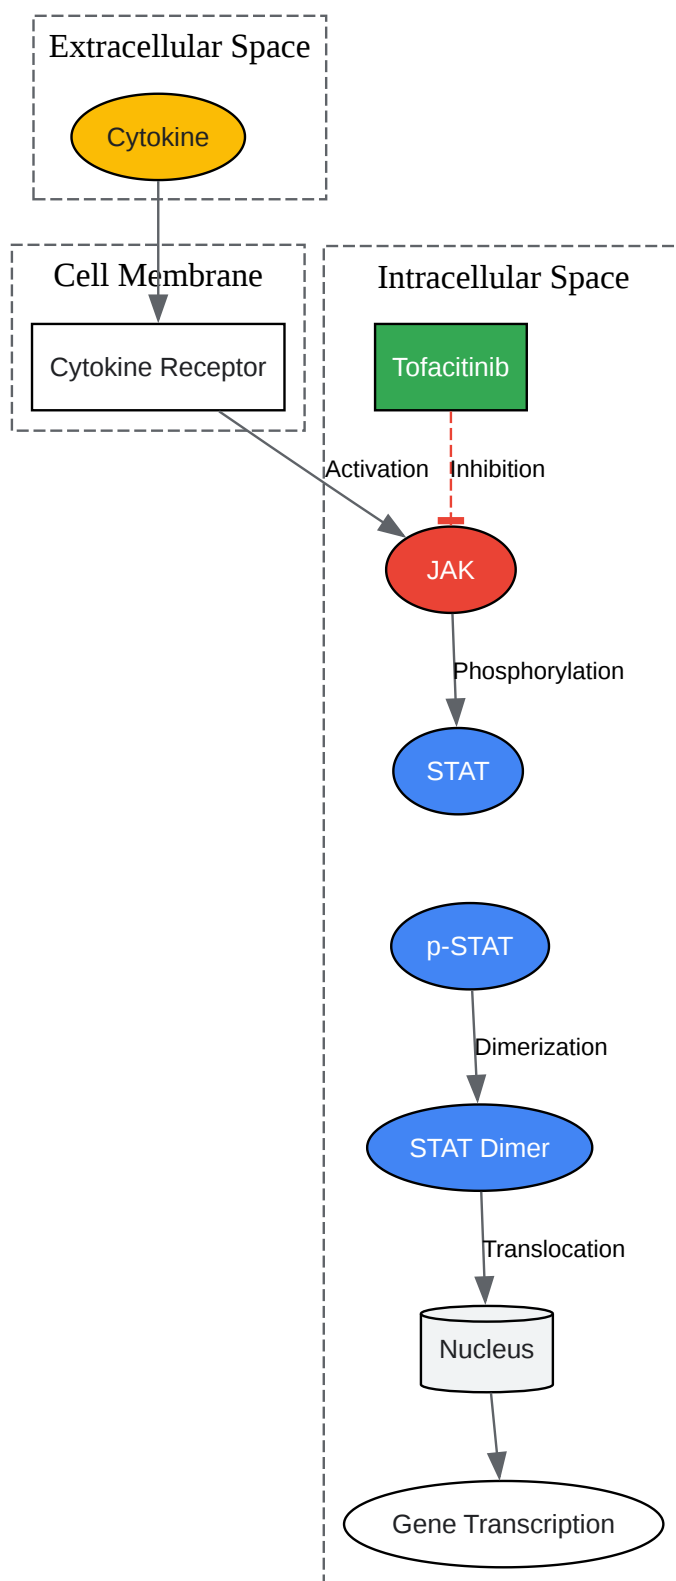 Extracellular Space
Cytokine
Cell Membrane
Intracellular Space
Cytokine Receptor
Tofacitinib
Activation
Inhibition
JAK
Phosphorylation
STAT
p-STAT
Dimerization
STAT Dimer
Translocation
Nucleus
Gene Transcription